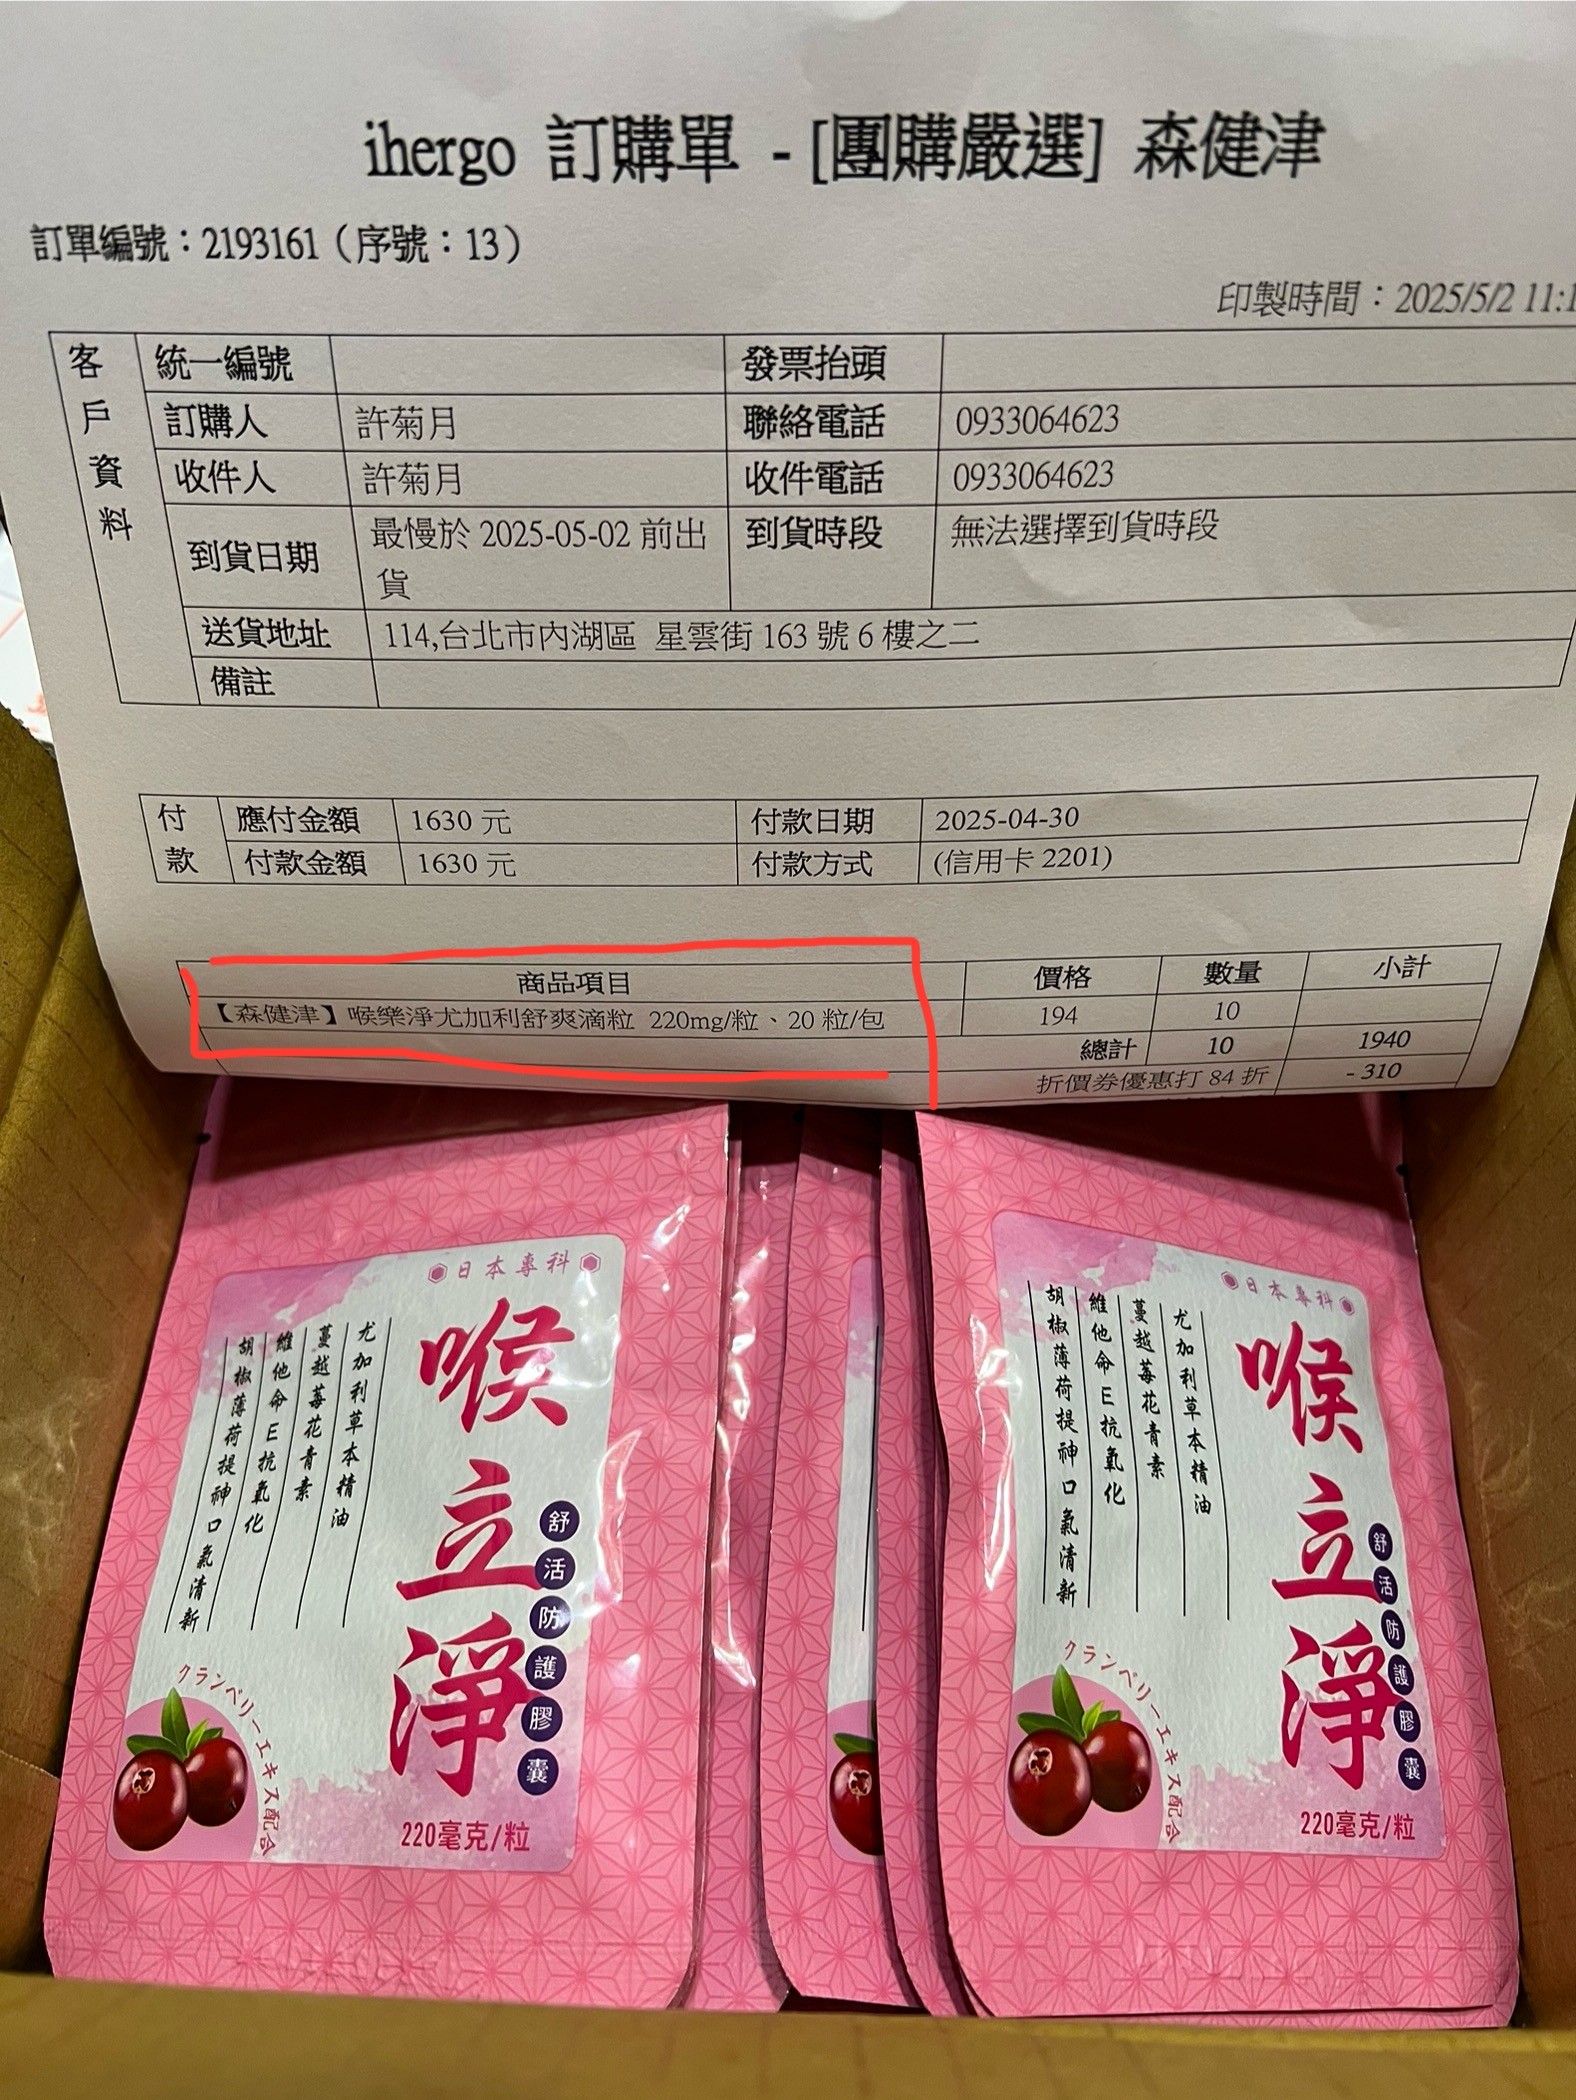 ihergo 訂購單 - [團購嚴選] 森健津
訂單編號：2193161（序號：13）
印製時間：2025/5/2 11:1
客戶資料
統一編號 發票抬頭
訂購人 許菊月 聯絡電話 0933064623
收件人 許菊月 收件電話 0933064623
到貨日期 最慢於 2025-05-02 前出貨 到貨時段 無法選擇到貨時段
送貨地址 114,台北市內湖區 星雲街 163 號 6 樓之二
備註
付款
應付金額 1630 元 付款日期 2025-04-30
付款金額 1630 元 付款方式 (信用卡 2201)
商品項目 價格 數量 小計
【森健津】喉樂淨尤加利舒爽滴粒 220mg/粒、20 粒/包 194 10
總計 10 1940
折價券優惠打 84 折 - 310
日本專科
喉立淨
舒活防護膠囊
尤加利草本精油
蔓越莓花青素
維他命E抗氧化
胡椒薄荷提神口氣清新
クランベリーエキス配合
220毫克/粒
日本專科
喉立淨
舒活防護膠囊
尤加利草本精油
蔓越莓花青素
維他命E抗氧化
胡椒薄荷提神口氣清新
クランベリーエキス配合
220毫克/粒